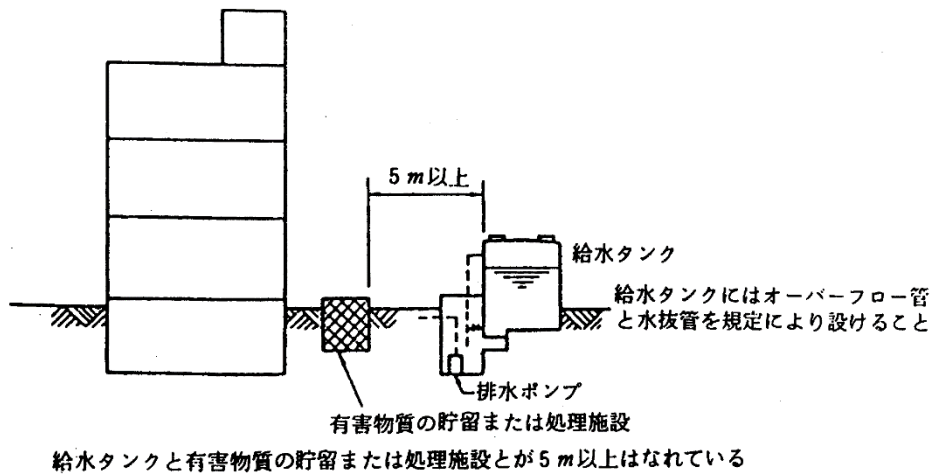 5 m以上
給水タンク
給水タンクにはオーバーフロー管
と水抜管を規定により設けること
排水ポンプ
有害物質の貯留または処理施設
給水タンクと有害物質の貯留または処理施設とが5 m以上はなれている